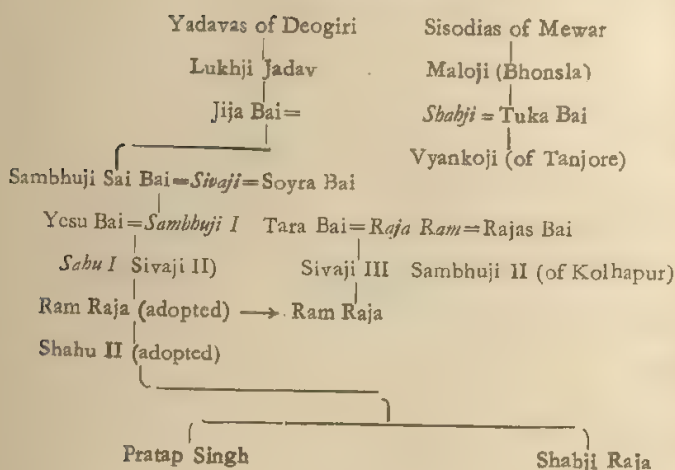 Yadavas of Deogiri Sisodias of Mewar
Lukhji Jadav Maloji (Bhonsla)
Jija Bai= Shahji = Tuka Bai
Vyankoji (of Tanjore)
Sambhuji Sai Bai=Sivaji=Soyra Bai
Yesu Bai=Sambhuji I Tara Bai=Raja Ram=Rajas Bai
Sahu I Sivaji II) Sivaji III Sambhuji II (of Kolhapur)
Ram Raja (adopted) → Ram Raja
Shahu II (adopted)
Pratap Singh Shahji Raja